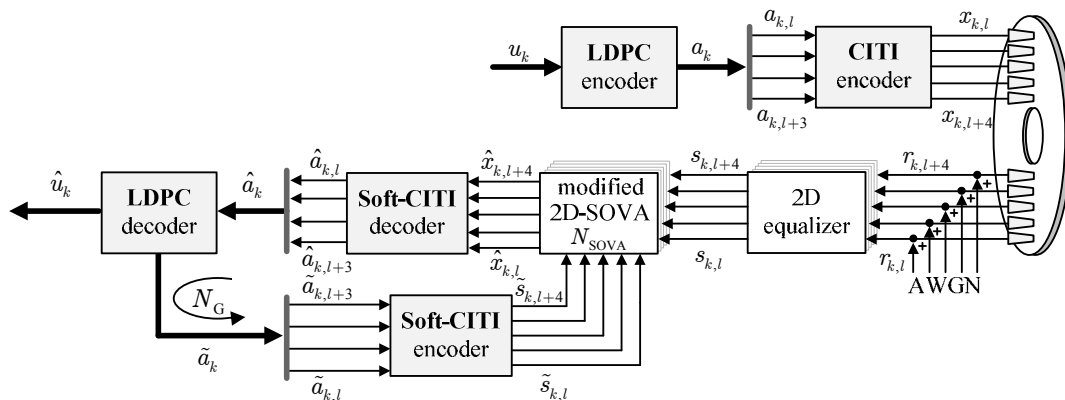 u_k
LDPC
encoder
a_k
a_{k,l}
a_{k,l+3}
CITI
encoder
x_{k,l}
x_{k,l+4}
û_k
LDPC
decoder
â_k
â_{k,l}
â_{k,l+3}
Soft-CITI
decoder
x̂_{k,l+4}
x̂_{k,l}
modified
2D-SOVA
N_{SOVA}
s_{k,l+4}
s_{k,l}
2D
equalizer
r_{k,l+4}
r_{k,l}
+
+
+
+
+
AWGN
N_G
ã_k
ã_{k,l+3}
ã_{k,l}
Soft-CITI
encoder
s̃_{k,l+4}
s̃_{k,l}